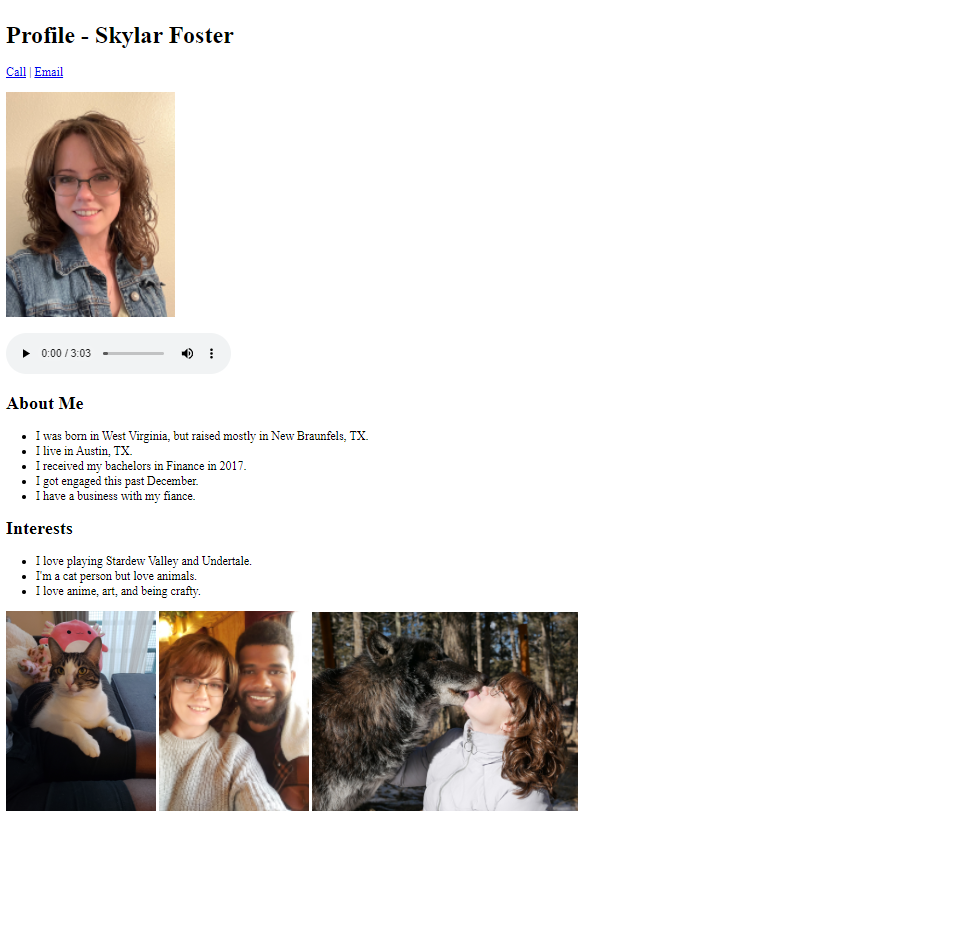 Profile - Skylar Foster
Call | Email
0:00 / 3:03
About Me
I was born in West Virginia, but raised mostly in New Braunfels, TX.
I live in Austin, TX.
I received my bachelors in Finance in 2017.
I got engaged this past December.
I have a business with my fiance.
Interests
I love playing Stardew Valley and Undertale.
I'm a cat person but love animals.
I love anime, art, and being crafty.